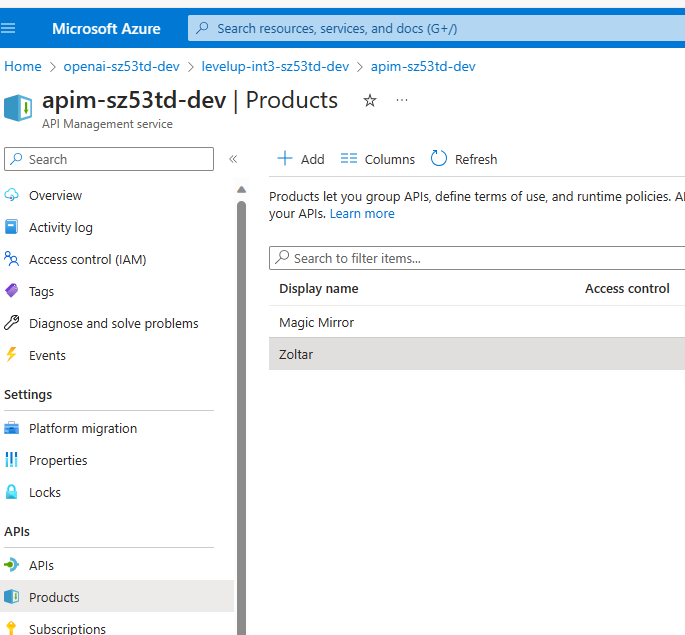 Microsoft Azure
Search resources, services, and docs (G+/)
Home > openai-sz53td-dev > levelup-int3-sz53td-dev > apim-sz53td-dev
apim-sz53td-dev | Products
API Management service
Search
Overview
Activity log
Access control (IAM)
Tags
Diagnose and solve problems
Events
Settings
Platform migration
Properties
Locks
APIs
APIs
Products
Subscriptions
Add
Columns
Refresh
Products let you group APIs, define terms of use, and runtime policies. A
your APIs. Learn more
Search to filter items...
Display name
Access control
Magic Mirror
Zoltar